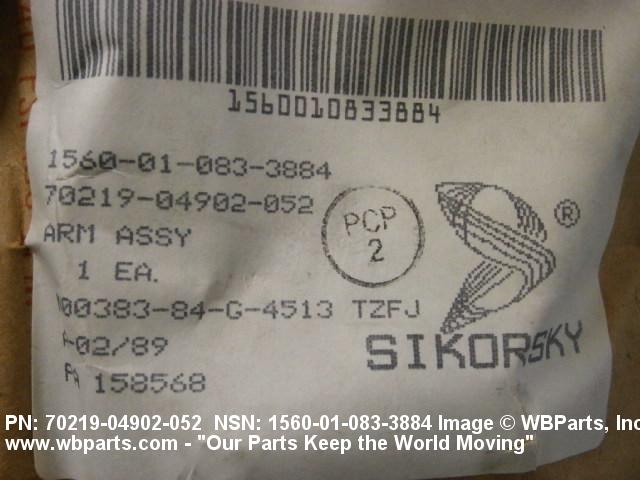 1560010833884
1560-01-083-3884
70219-04902-052
ARM ASSY
1 EA.
PCP
2
®
00383-84-G-4513 TZFJ
-02/89
SIKORSKY
PA 158568
PN: 70219-04902-052 NSN: 1560-01-083-3884 Image © WBParts, Inc
www.wbparts.com - "Our Parts Keep the World Moving"